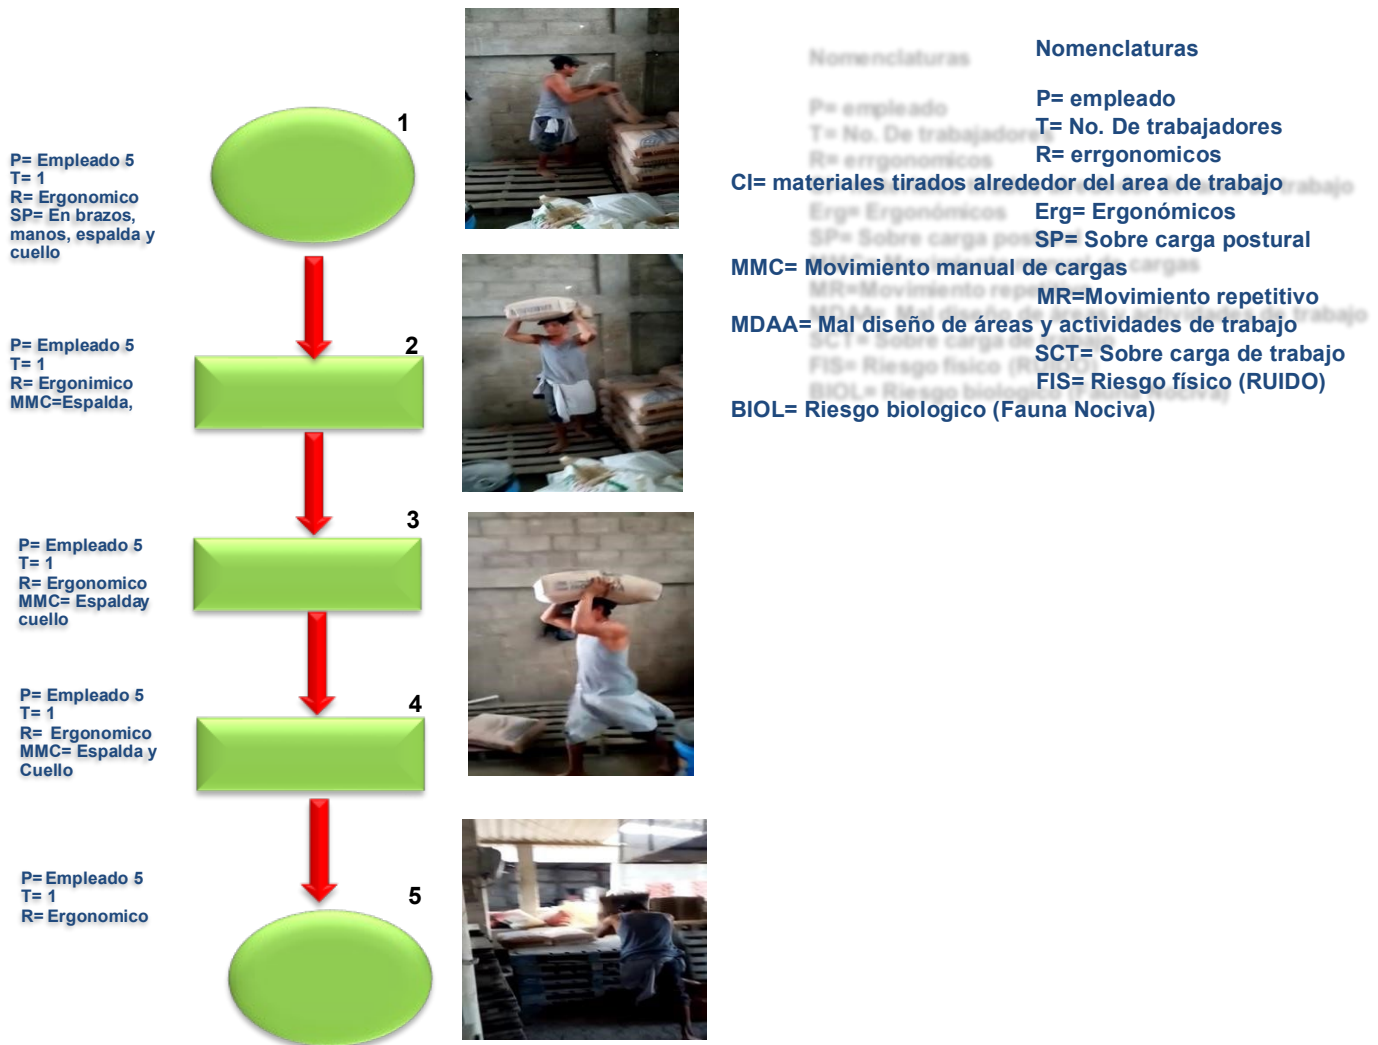 1
P= Empleado 5
T= 1
R= Ergonomico
SP= En brazos,
manos, espalda y
cuello
2
P= Empleado 5
T= 1
R= Ergonimico
MMC=Espalda,
3
P= Empleado 5
T= 1
R= Ergonomico
MMC= Espalday
cuello
4
P= Empleado 5
T= 1
R= Ergonomico
MMC= Espalda y
Cuello
5
P= Empleado 5
T= 1
R= Ergonomico
Nomenclaturas
P= empleado
T= No. De trabajadores
R= errgonomicos
CI= materiales tirados alrededor del area de trabajo
Erg= Ergonómicos
SP= Sobre carga postural
MMC= Movimiento manual de cargas
MR=Movimiento repetitivo
MDAA= Mal diseño de áreas y actividades de trabajo
SCT= Sobre carga de trabajo
FIS= Riesgo físico (RUIDO)
BIOL= Riesgo biologico (Fauna Nociva)